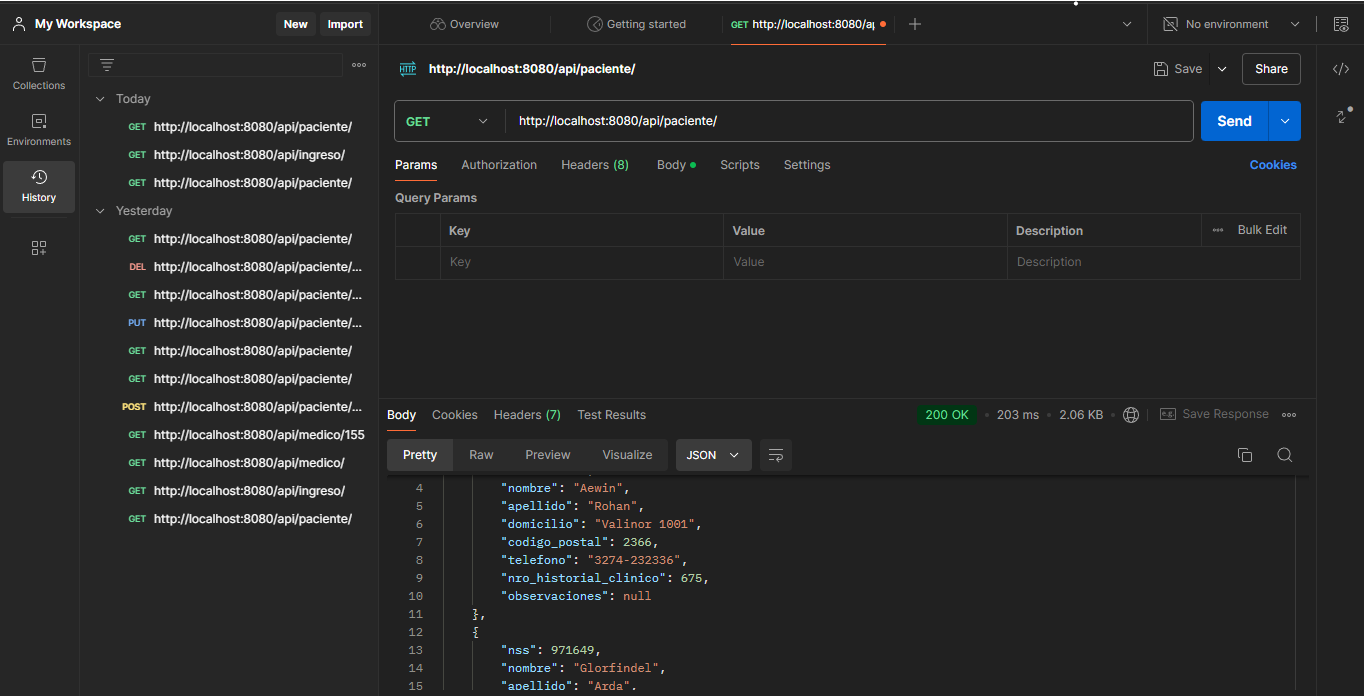 My Workspace New Import Overview Getting started GET http://localhost:8080/ap No environment
Collections
Environments
History
Today
GET http://localhost:8080/api/paciente/
GET http://localhost:8080/api/ingreso/
GET http://localhost:8080/api/paciente/
Yesterday
GET http://localhost:8080/api/paciente/
DEL http://localhost:8080/api/paciente/...
GET http://localhost:8080/api/paciente/...
PUT http://localhost:8080/api/paciente/...
GET http://localhost:8080/api/paciente/
GET http://localhost:8080/api/paciente/
POST http://localhost:8080/api/paciente/...
GET http://localhost:8080/api/medico/155
GET http://localhost:8080/api/medico/
GET http://localhost:8080/api/ingreso/
GET http://localhost:8080/api/paciente/
HTTP http://localhost:8080/api/paciente/ Save Share
GET http://localhost:8080/api/paciente/ Send
Params Authorization Headers (8) Body Scripts Settings Cookies
Query Params
Key Value Description Bulk Edit
Key Value Description
Body Cookies Headers (7) Test Results 200 OK 203 ms 2.06 KB e.g. Save Response
Pretty Raw Preview Visualize JSON
4 "nombre": "Aewin",
5 "apellido": "Rohan",
6 "domicilio": "Valinor 1001",
7 "codigo_postal": 2366,
8 "telefono": "3274-232336",
9 "nro_historial_clinico": 675,
10 "observaciones": null
11 },
12 {
13 "nss": 971649,
14 "nombre": "Glorfindel",
15 "apellido": "Arda",